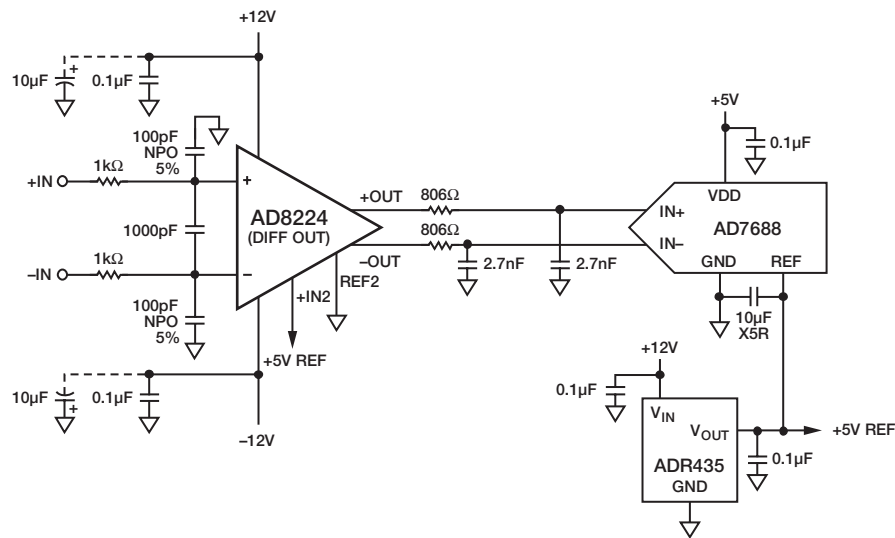 +12V
10µF
+
0.1µF
100pF
NPO
5%
1kΩ
+IN
+
1000pF
AD8224
(DIFF OUT)
1kΩ
–IN
–
100pF
NPO
5%
+OUT
–OUT
REF2
+IN2
+5V REF
10µF
+
0.1µF
–12V
806Ω
806Ω
2.7nF
2.7nF
+5V
0.1µF
VDD
IN+
IN–
AD7688
GND
REF
10µF
X5R
+12V
0.1µF
VIN
VOUT
+5V REF
0.1µF
ADR435
GND